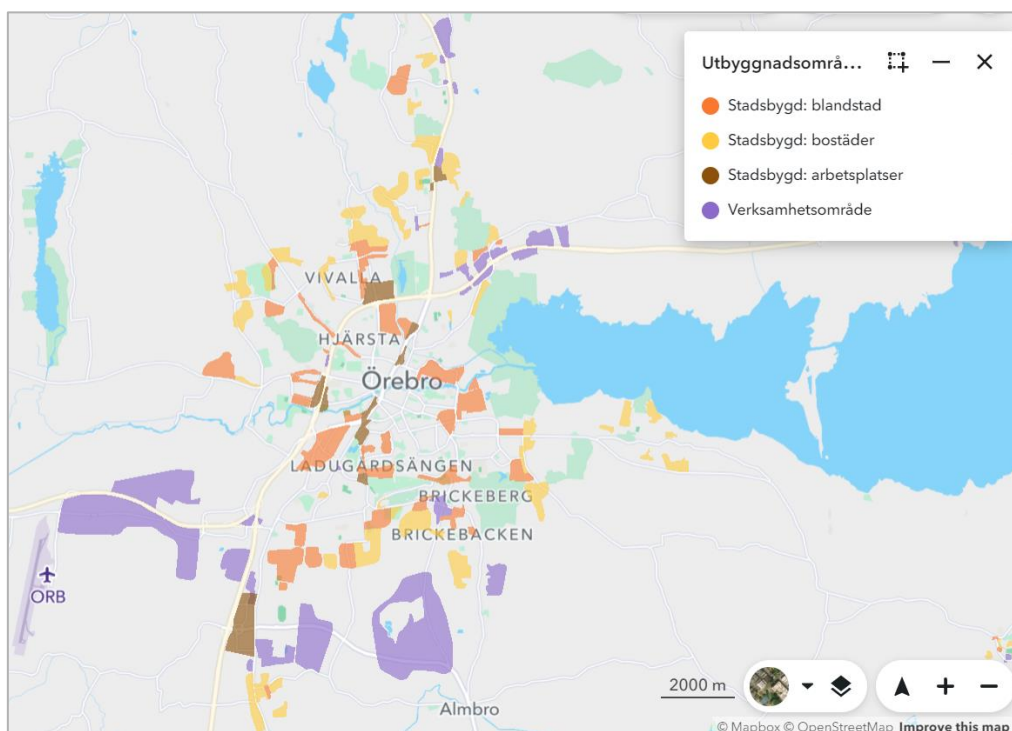 Utbyggnadsområ...
Stadsbygd: blandstad
Stadsbygd: bostäder
Stadsbygd: arbetsplatser
Verksamhetsområde
VIVALLA
HJÄRSTA
Örebro
LADUGÅRDSÄNGEN
BRICKEBERG
BRICKEBACKEN
ORB
2000 m
Almbro
© Mapbox © OpenStreetMap Improve this map